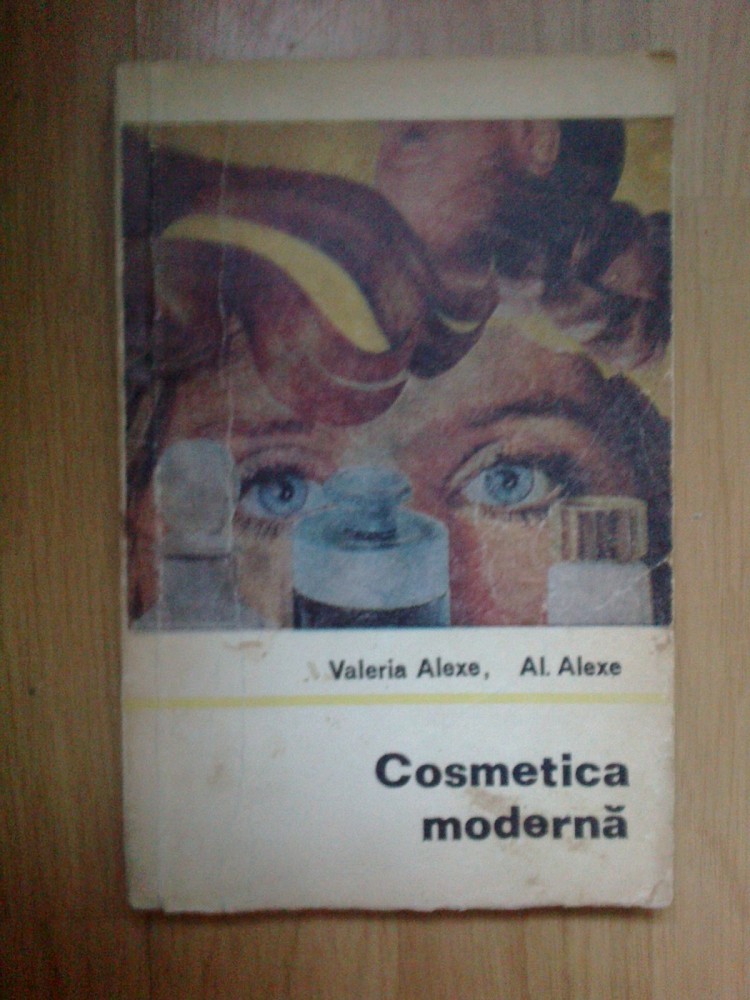 Valeria Alexe, Al. Alexe
Cosmetica
modernă